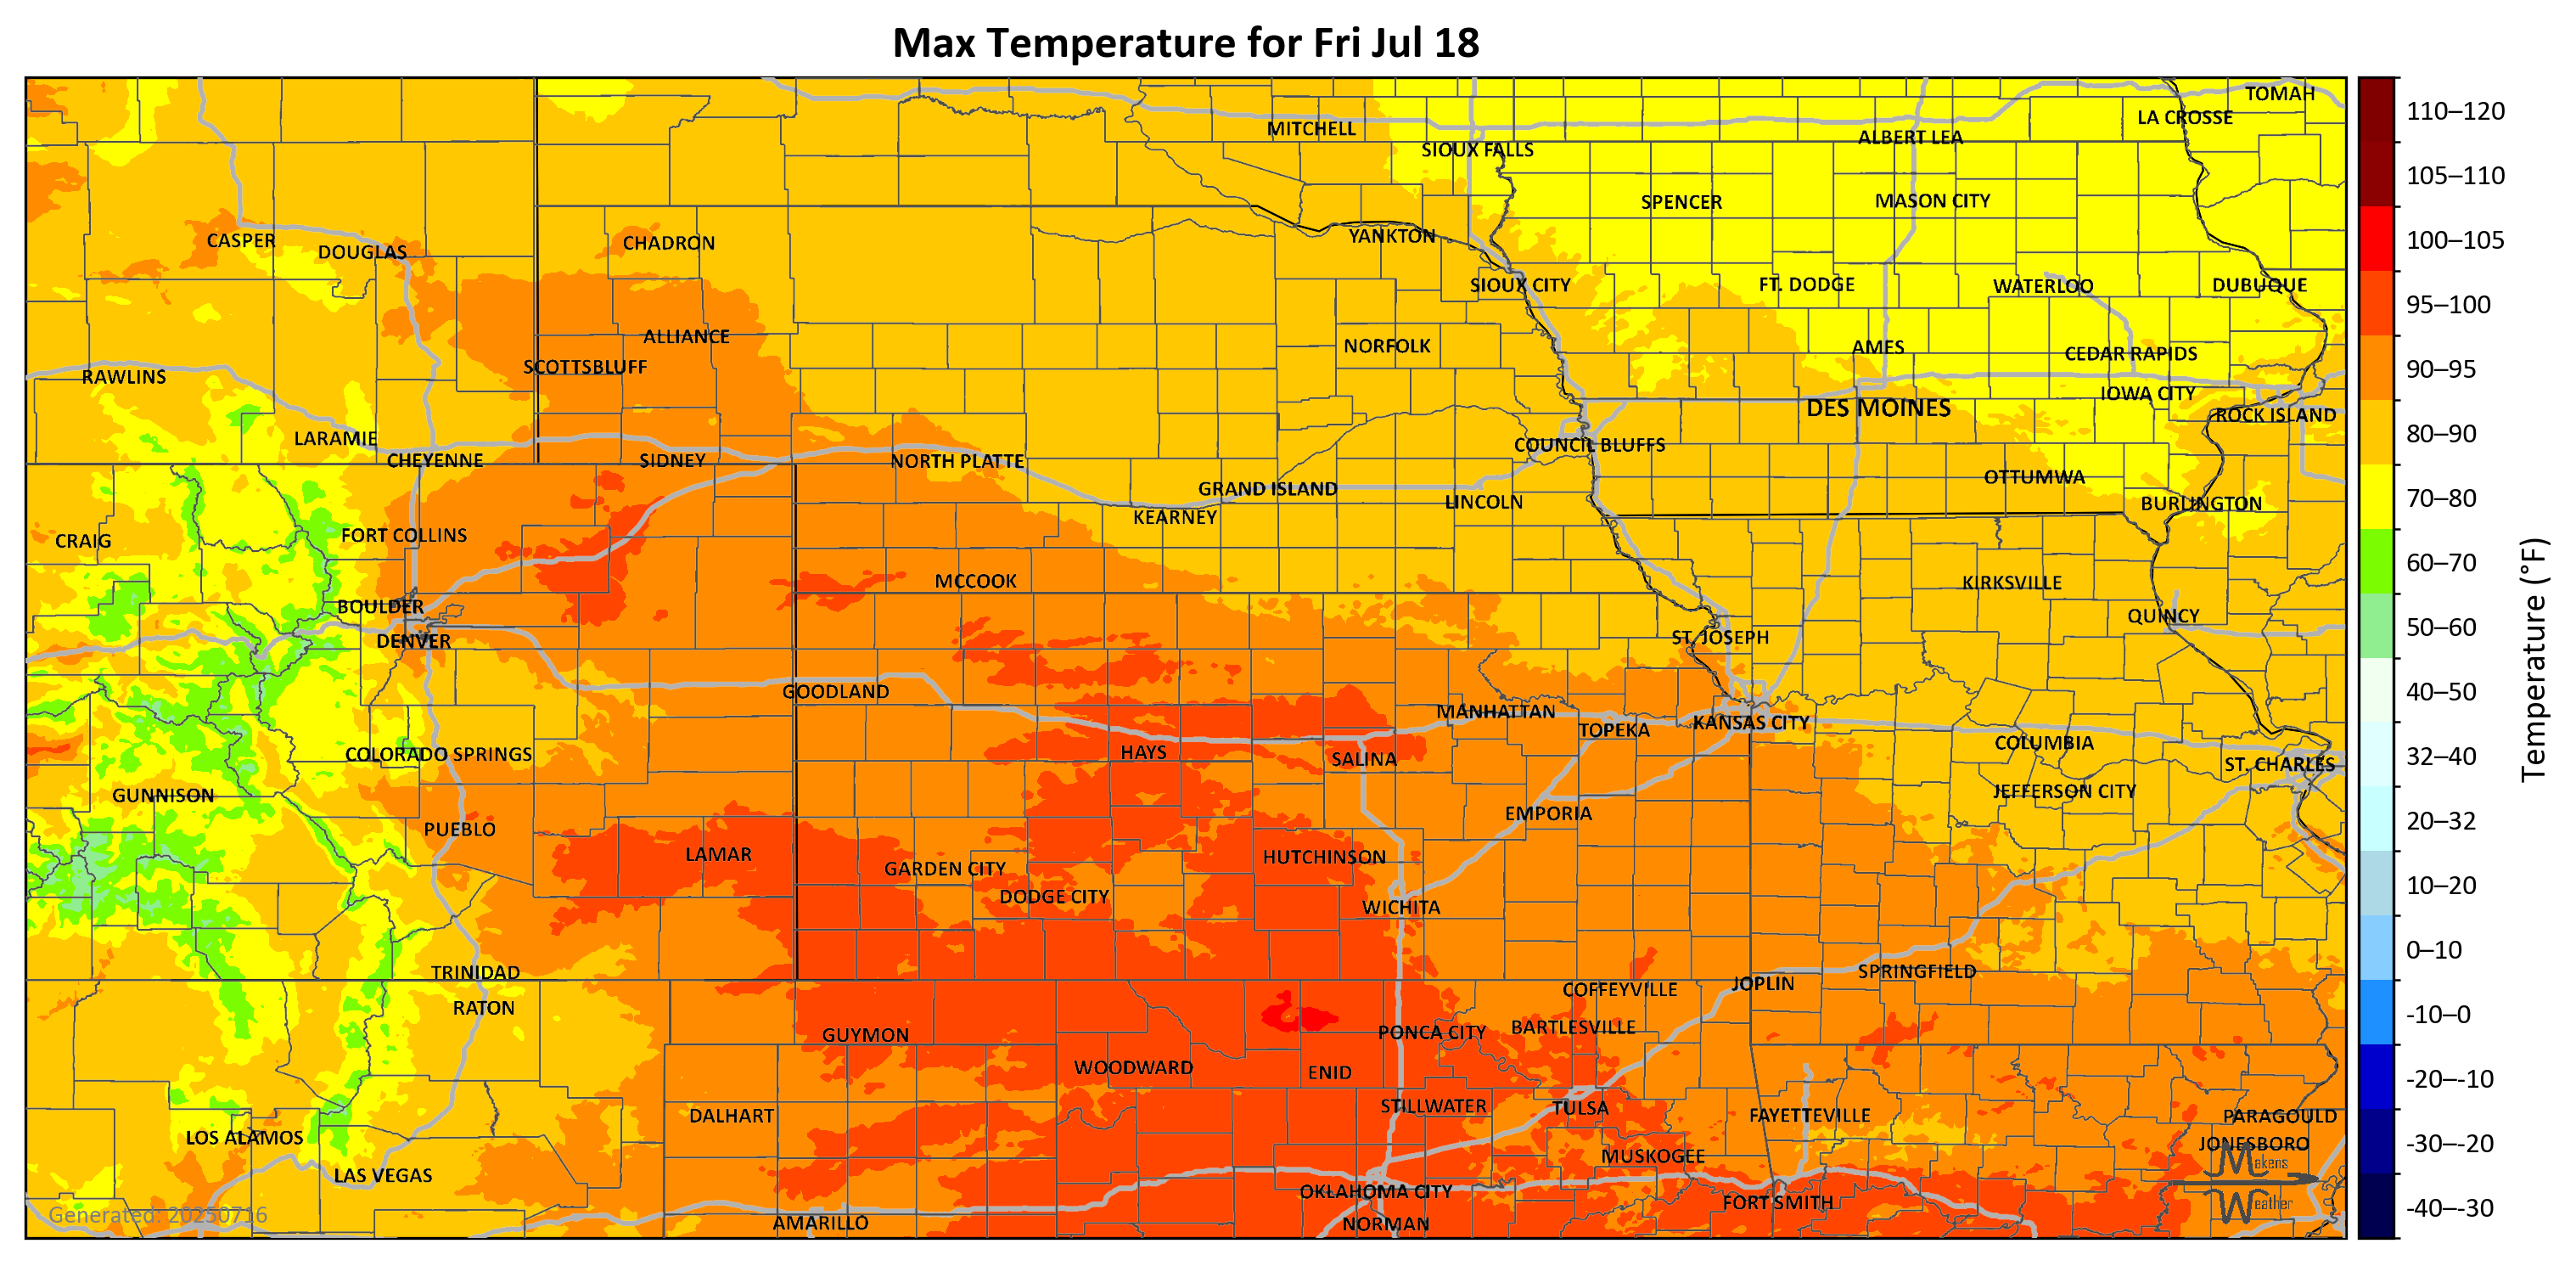 Max Temperature for Fri Jul 18
TOMAH
LA CROSSE
MITCHELL
ALBERT LEA
SIOUX FALLS
SPENCER
MASON CITY
CASPER
DOUGLAS
CHADRON
YANKTON
SIOUX CITY
FT. DODGE
WATERLOO
DUBUQUE
ALLIANCE
NORFOLK
AMES
CEDAR RAPIDS
SCOTTSBLUFF
RAWLINS
IOWA CITY
DES MOINES
ROCK ISLAND
LARAMIE
COUNCIL BLUFFS
CHEYENNE
SIDNEY
NORTH PLATTE
OTTUMWA
GRAND ISLAND
LINCOLN
BURLINGTON
KEARNEY
FORT COLLINS
CRAIG
MCCOOK
KIRKSVILLE
BOULDER
QUINCY
DENVER
ST. JOSEPH
GOODLAND
MANHATTAN
TOPEKA
KANSAS CITY
COLUMBIA
COLORADO SPRINGS
HAYS
SALINA
ST. CHARLES
GUNNISON
JEFFERSON CITY
EMPORIA
PUEBLO
LAMAR
HUTCHINSON
GARDEN CITY
DODGE CITY
WICHITA
TRINIDAD
SPRINGFIELD
JOPLIN
COFFEYVILLE
RATON
GUYMON
PONCA CITY
BARTLESVILLE
WOODWARD
ENID
STILLWATER
TULSA
DALHART
FAYETTEVILLE
PARAGOULD
LOS ALAMOS
JONESBORO
MUSKOGEE
LAS VEGAS
OKLAHOMA CITY
FORT SMITH
AMARILLO
NORMAN
Generated: 20250716
Makens
Weather
110–120
105–110
100–105
95–100
90–95
80–90
70–80
60–70
50–60
40–50
32–40
20–32
10–20
0–10
-10–0
-20–-10
-30–-20
-40–-30
Temperature (°F)